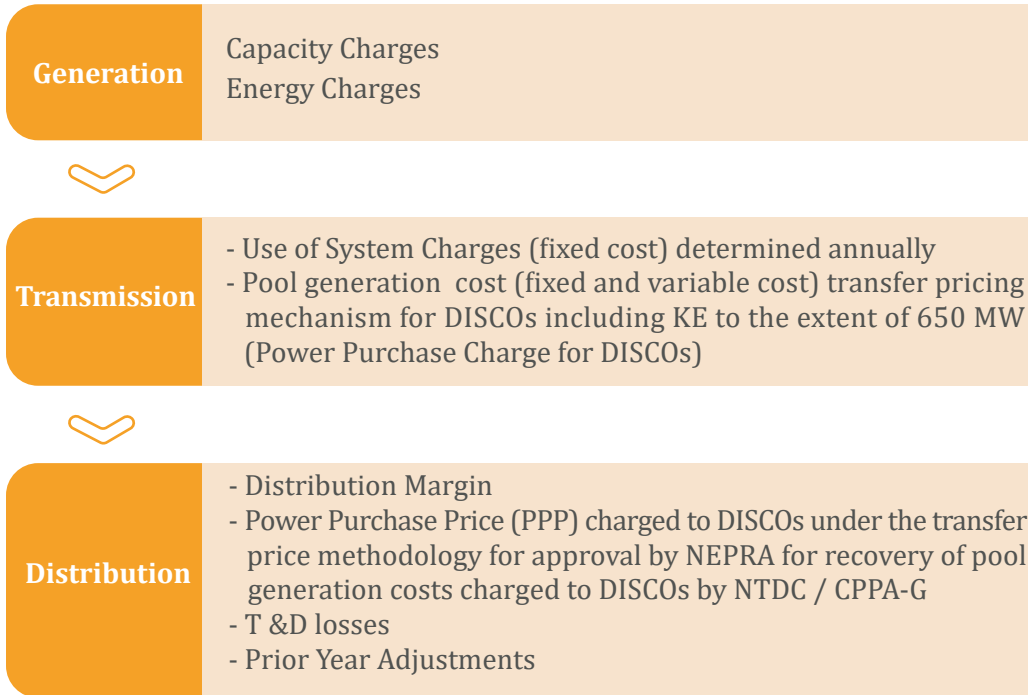 Generation
Capacity Charges
Energy Charges
Transmission
- Use of System Charges (fixed cost) determined annually
- Pool generation cost (fixed and variable cost) transfer pricing
mechanism for DISCOs including KE to the extent of 650 MW
(Power Purchase Charge for DISCOs)
Distribution
- Distribution Margin
- Power Purchase Price (PPP) charged to DISCOs under the transfer
price methodology for approval by NEPRA for recovery of pool
generation costs charged to DISCOs by NTDC / CPPA-G
- T &D losses
- Prior Year Adjustments